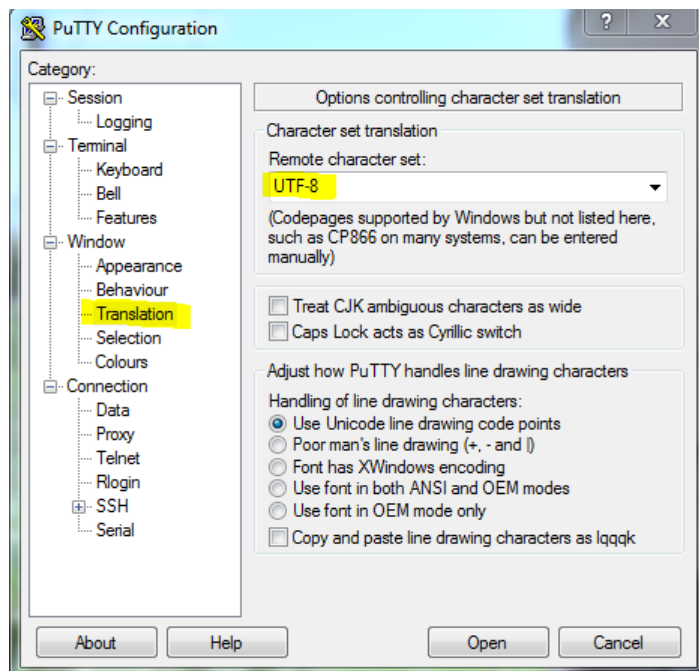 PuTTY Configuration
?
X
Category:
Session
Logging
Terminal
Keyboard
Bell
Features
Window
Appearance
Behaviour
Translation
Selection
Colours
Connection
Data
Proxy
Telnet
Rlogin
SSH
Serial
Options controlling character set translation
Character set translation
Remote character set:
UTF-8
(Codepages supported by Windows but not listed here,
such as CP866 on many systems, can be entered
manually)
Treat CJK ambiguous characters as wide
Caps Lock acts as Cyrillic switch
Adjust how PuTTY handles line drawing characters
Handling of line drawing characters:
Use Unicode line drawing code points
Poor man's line drawing (+, - and |)
Font has XWindows encoding
Use font in both ANSI and OEM modes
Use font in OEM mode only
Copy and paste line drawing characters as lqqqk
About
Help
Open
Cancel